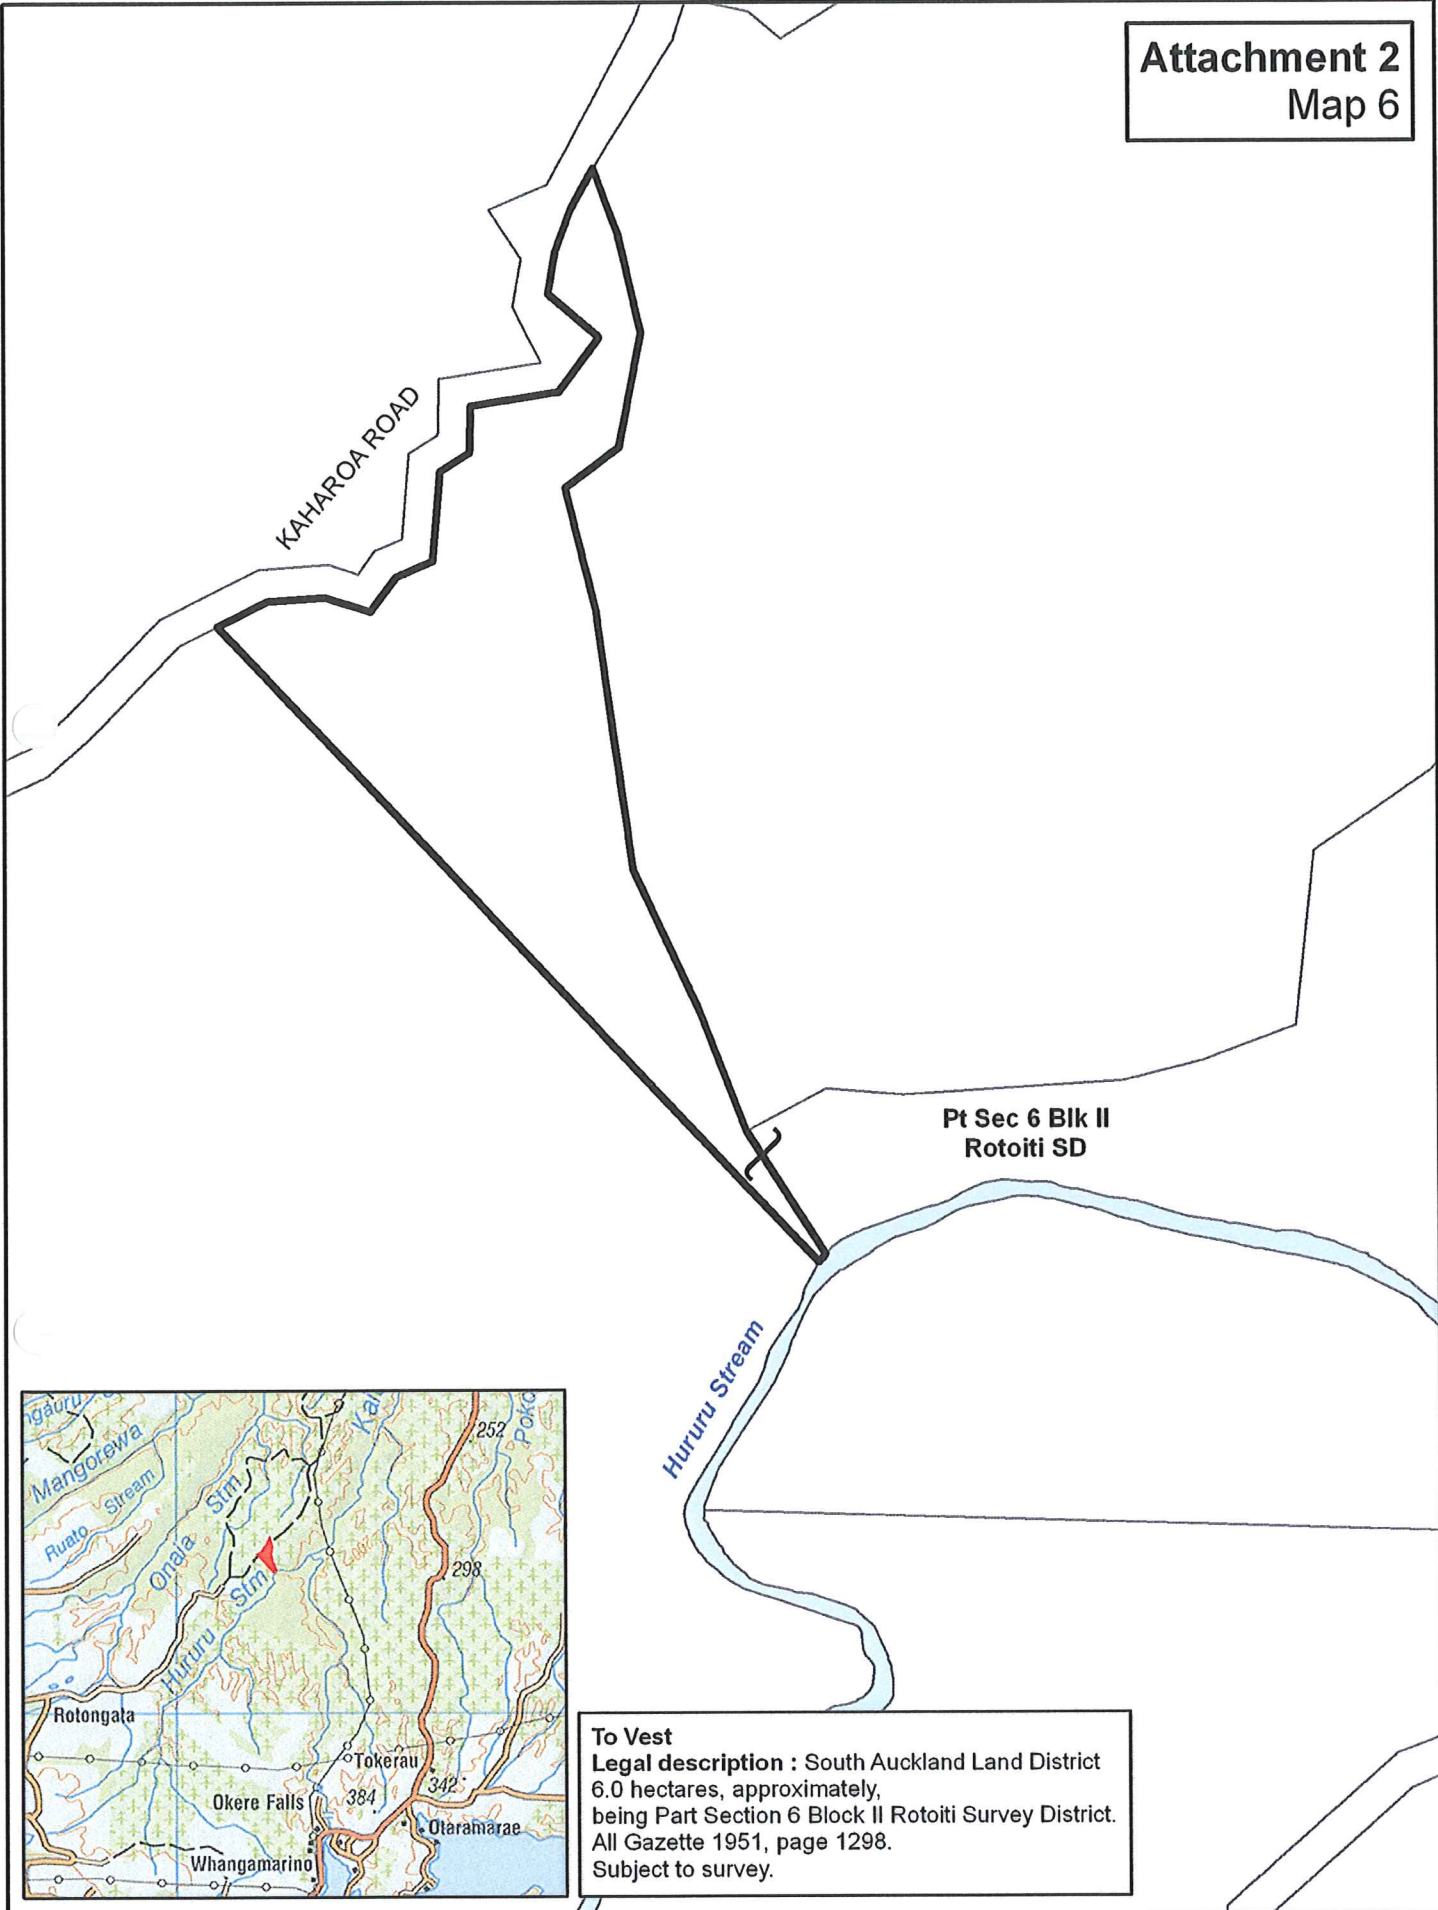 Attachment 2
Map 6
KAHAROA ROAD
Pt Sec 6 Blk II
Rotoiti SD
Hururu Stream
252
Mangorewa
Stream
Ruato
Stm
Onaia
Stm
298
Hururu
Rotongata
Tokerau
342
384
Okere Falls
Otaramarae
Whangamarino
To Vest
Legal description : South Auckland Land District
6.0 hectares, approximately,
being Part Section 6 Block II Rotoiti Survey District.
All Gazette 1951, page 1298.
Subject to survey.